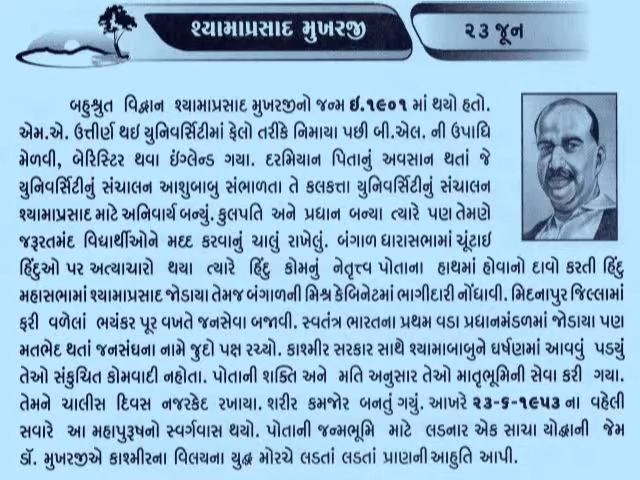 શ્યામાપ્રસાદ મુખરજી
૨૩ જૂન
બહુશ્રુત વિદ્વાન શ્યામાપ્રસાદ મુખરજીનો જન્મ ઈ.૧૯૦૧ માં થયો હતો.
એમ.એ. ઉત્તીર્ણ થઇ યુનિવર્સિટીમાં ફેલો તરીકે નિમાયા પછી બી.એલ. ની ઉપાધિ
મેળવી, બેરિસ્ટિર થવા ઇંગ્લેન્ડ ગયા. દરમિયાન પિતાનું અવસાન થતાં જે
યુનિવર્સિટીનું સંચાલન આશુબાબુ સંભાળતા તે કલકત્તા યુનિવર્સિટીનું સંચાલન
શ્યામાપ્રસાદ માટે અનિવાર્ય બન્યું. કુલપતિ અને પ્રધાન બન્યા ત્યારે પણ તેમણે
જરૂરતમંદ વિદ્યાર્થીઓને મદદ કરવાનું ચાલું રાખેલું. બંગાળ ધારાસભામાં ચૂંટાઇ
હિંદુઓ પર અત્યાચારો થયા ત્યારે હિંદુ કોમનું નેતૃત્ત્વ પોતાના હાથમાં હોવાનો દાવો કરતી હિંદુ
મહાસભામાં શ્યામાપ્રસાદ જોડાયા તેમજ બંગાળની મિશ્ર કેબિનેટમાં ભાગીદારી નોંધાવી. મિદનાપુર જિલ્લામાં
ફરી વળેલાં ભયંકર પૂર વખતે જનસેવા બજાવી. સ્વતંત્ર ભારતના પ્રથમ વડા પ્રધાનમંડળમાં જોડાયા પણ
મતભેદ થતાં જનસંઘના નામે જુદો પક્ષ રચ્યો. કાશ્મીર સરકાર સાથે શ્યામાબાબુને ઘર્ષણમાં આવવું પડયું
તેઓ સંકુચિત કોમવાદી નહોતા. પોતાની શક્તિ અને મતિ અનુસાર તેઓ માતૃભૂમિની સેવા કરી ગયા.
તેમને ચાલીસ દિવસ નજરકેદ રખાયા. શરીર કમજોર બનતું ગયું. આખરે ૨૩-૬-૧૯૫૩ ના વહેલી
સવારે આ મહાપુરૂષનો સ્વર્ગવાસ થયો. પોતાની જન્મભૂમિ માટે લડનાર એક સાચા યોદ્ધાની જેમ
ડૉ. મુખરજીએ કાશ્મીરના વિલયના યુદ્ધ મોરચે લડતાં લડતાં પ્રાણની આહુતિ આપી.